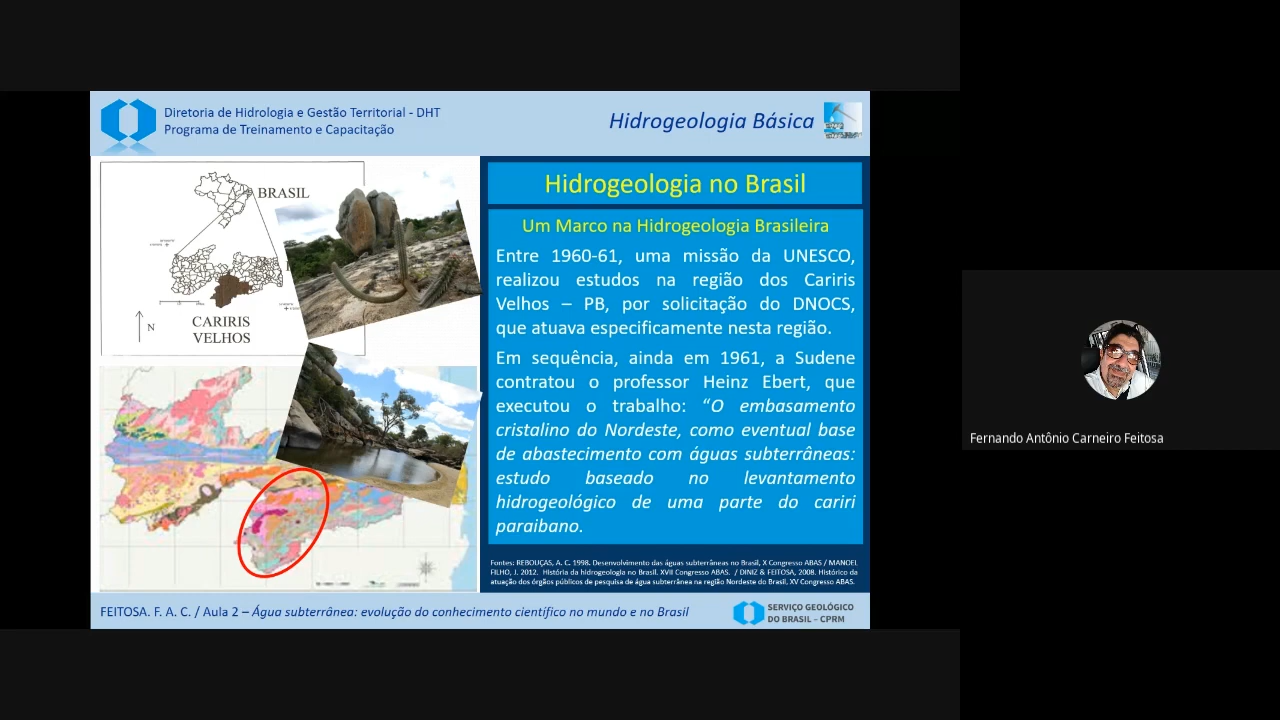 Diretoria de Hidrologia e Gestão Territorial - DHT
Programa de Treinamento e Capacitação
Hidrogeologia Básica
BRASIL
N
CARIRIS
VELHOS
Hidrogeologia no Brasil
Um Marco na Hidrogeologia Brasileira
Entre 1960-61, uma missão da UNESCO,
realizou estudos na região dos Cariris
Velhos – PB, por solicitação do DNOCS,
que atuava especificamente nesta região.
Em sequência, ainda em 1961, a Sudene
contratou o professor Heinz Ebert, que
executou o trabalho: “O embasamento
cristalino do Nordeste, como eventual base
de abastecimento com águas subterrâneas:
estudo baseado no levantamento
hidrogeológico de uma parte do cariri
paraibano.
Fontes: REBOUÇAS, A. C. 1998. Desenvolvimento das águas subterrâneas no Brasil, X Congresso ABAS / MANOEL
FILHO, J. 2012. História da hidrogeologia no Brasil. XVII Congresso ABAS. / DINIZ & FEITOSA, 2008. Histórico da
atuação dos órgãos públicos de pesquisa de água subterrânea na região Nordeste do Brasil, XV Congresso ABAS.
FEITOSA. F. A. C. / Aula 2 – Água subterrânea: evolução do conhecimento científico no mundo e no Brasil
SERVIÇO GEOLÓGICO
DO BRASIL – CPRM
Fernando Antônio Carneiro Feitosa